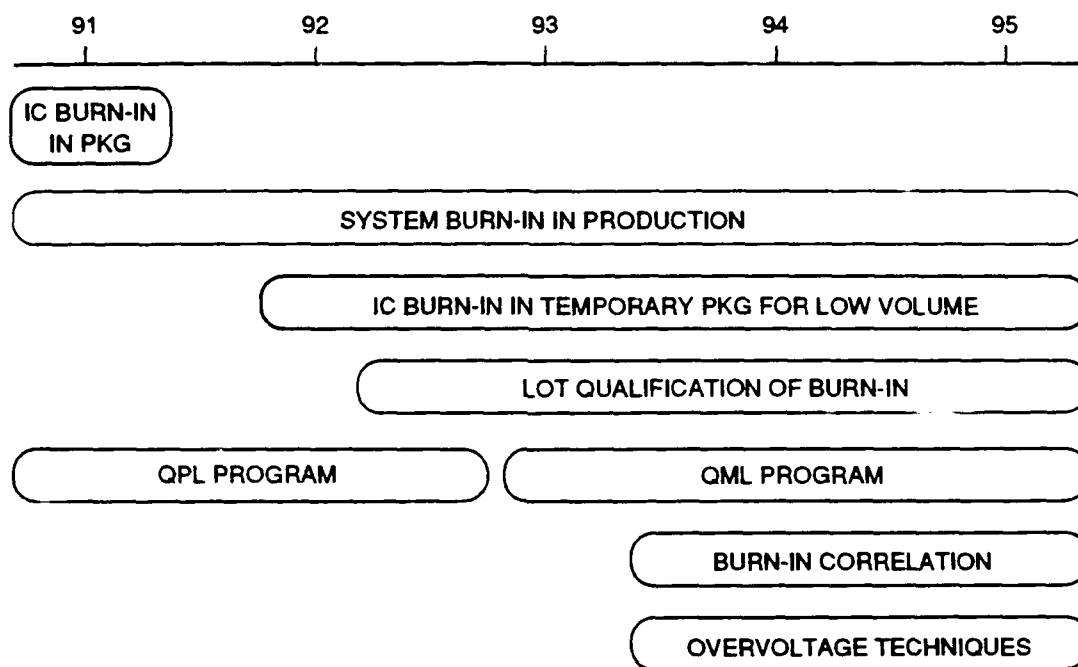 91 92 93 94 95
IC BURN-IN
IN PKG
SYSTEM BURN-IN IN PRODUCTION
IC BURN-IN IN TEMPORARY PKG FOR LOW VOLUME
LOT QUALIFICATION OF BURN-IN
QPL PROGRAM QML PROGRAM
BURN-IN CORRELATION
OVERVOLTAGE TECHNIQUES